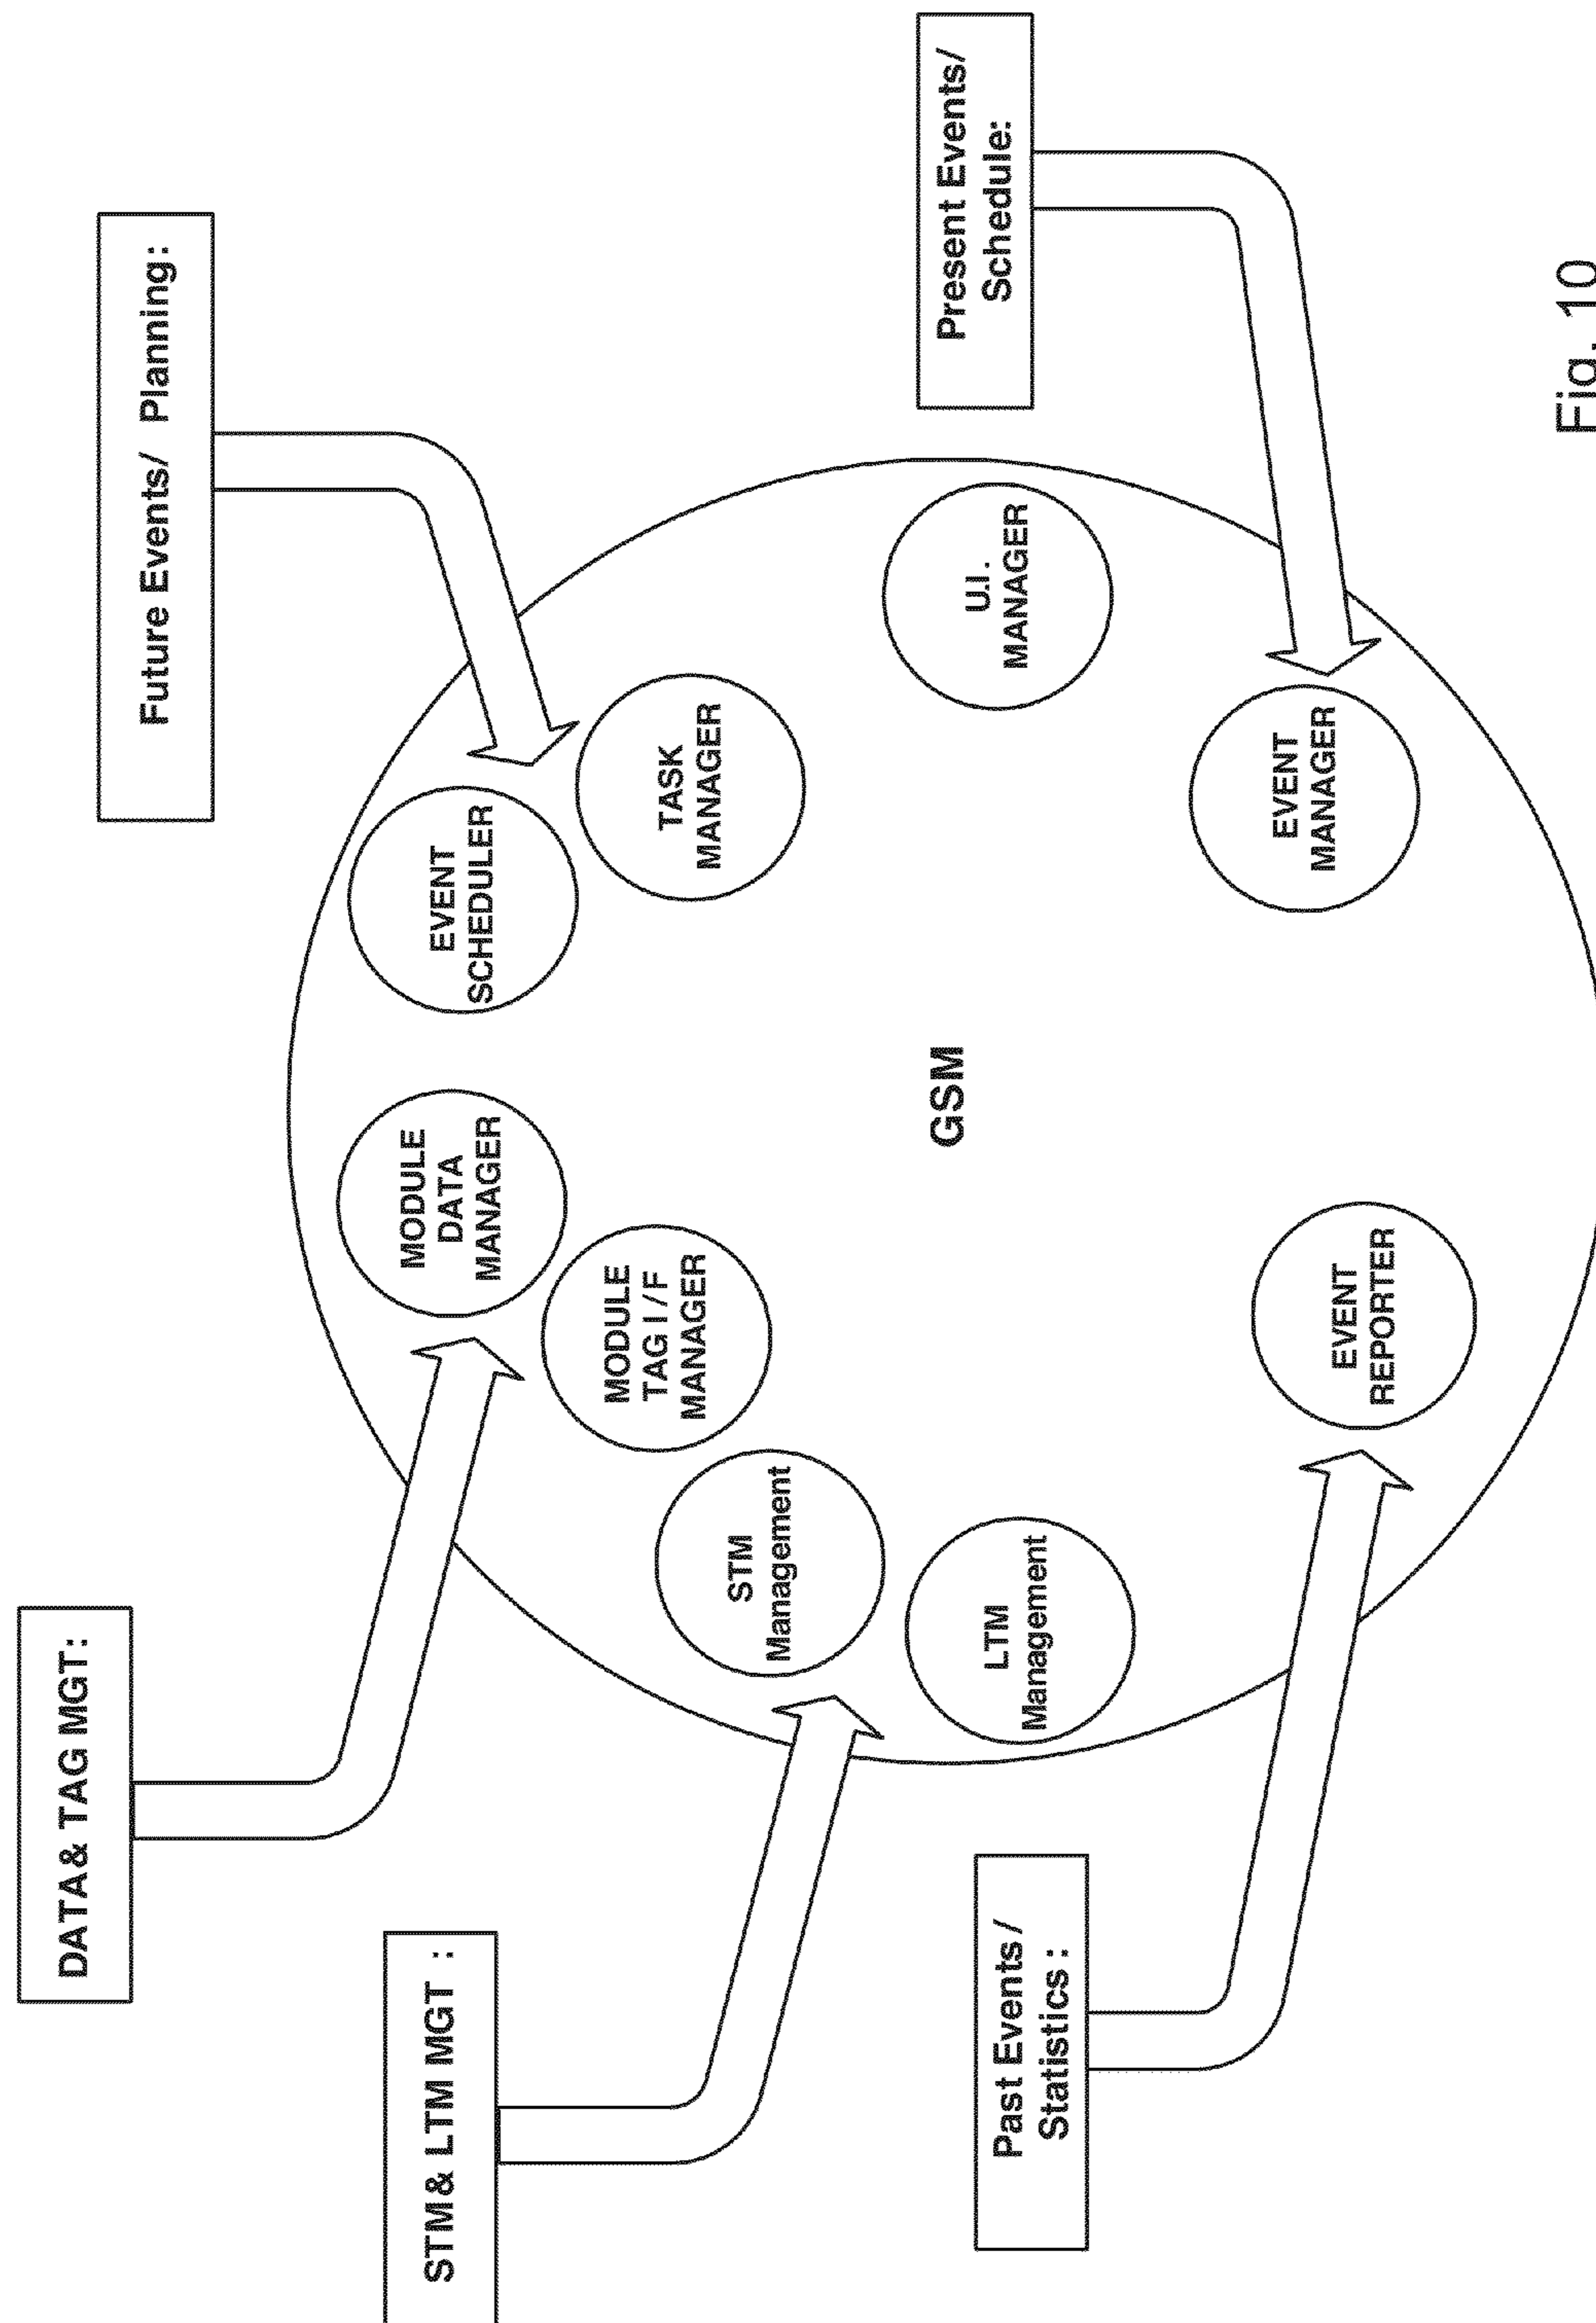 DATA & TAG MGT:
Future Events/ Planning:
STM & LTM MGT :
MODULE
DATA
MANAGER
EVENT
SCHEDULER
MODULE
TAG I/F
MANAGER
TASK
MANAGER
STM
Management
LTM
Management
GSM
U.I.
MANAGER
Present Events/
Schedule:
Past Events/
Statistics:
EVENT
REPORTER
EVENT
MANAGER
Fig. 10